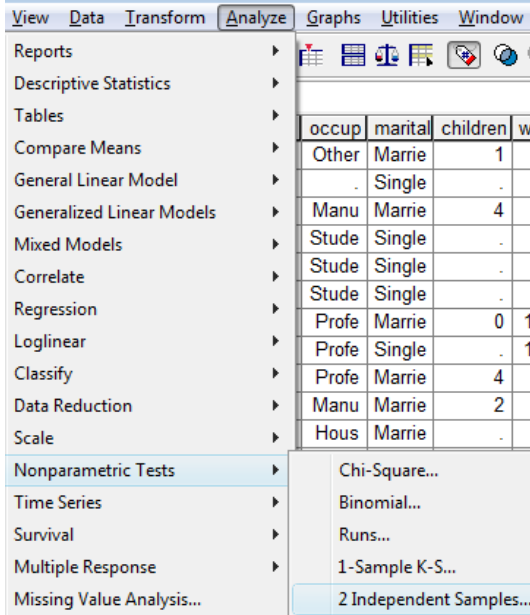 View Data Transform Analyze Graphs Utilities Window
Reports
Descriptive Statistics
Tables
Compare Means
General Linear Model
Generalized Linear Models
Mixed Models
Correlate
Regression
Loglinear
Classify
Data Reduction
Scale
Nonparametric Tests
Time Series
Survival
Multiple Response
Missing Value Analysis...
occup marital children w
Other Marrie 1
. Single .
Manu Marrie 4
Stude Single .
Stude Single .
Stude Single .
Profe Marrie 0 1
Profe Single . 1
Profe Marrie 4
Manu Marrie 2
Hous Marrie .
Chi-Square...
Binomial...
Runs...
1-Sample K-S...
2 Independent Samples...